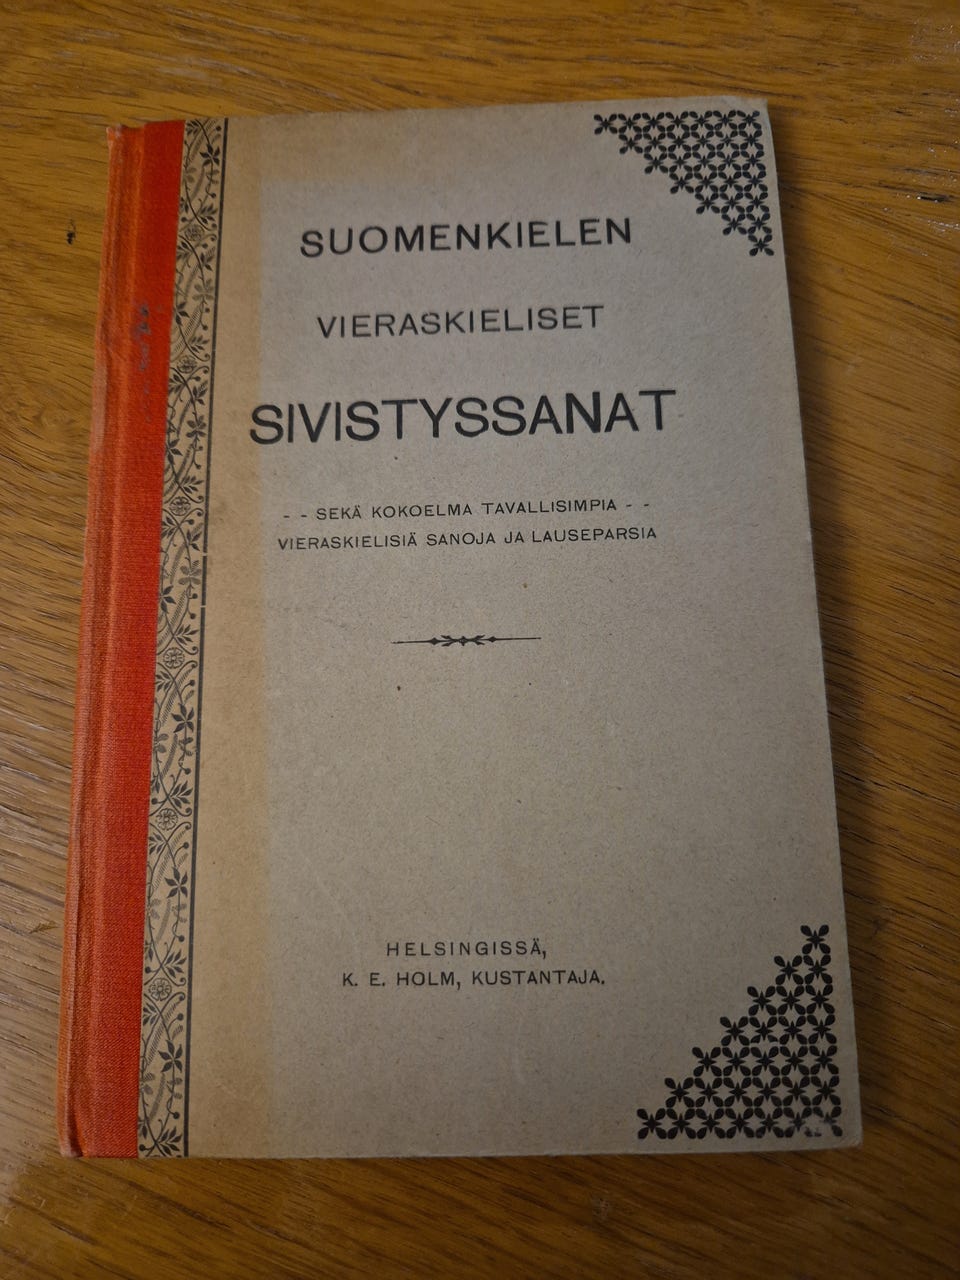 SUOMENKIELEN
VIERASKIELISET
SIVISTYSSANAT
- - SEKÄ KOKOELMA TAVALLISIMPIA - -
VIERASKIELISIÄ SANOJA JA LAUSEPARSIA
HELSINGISSÄ,
K. E. HOLM, KUSTANTAJA.